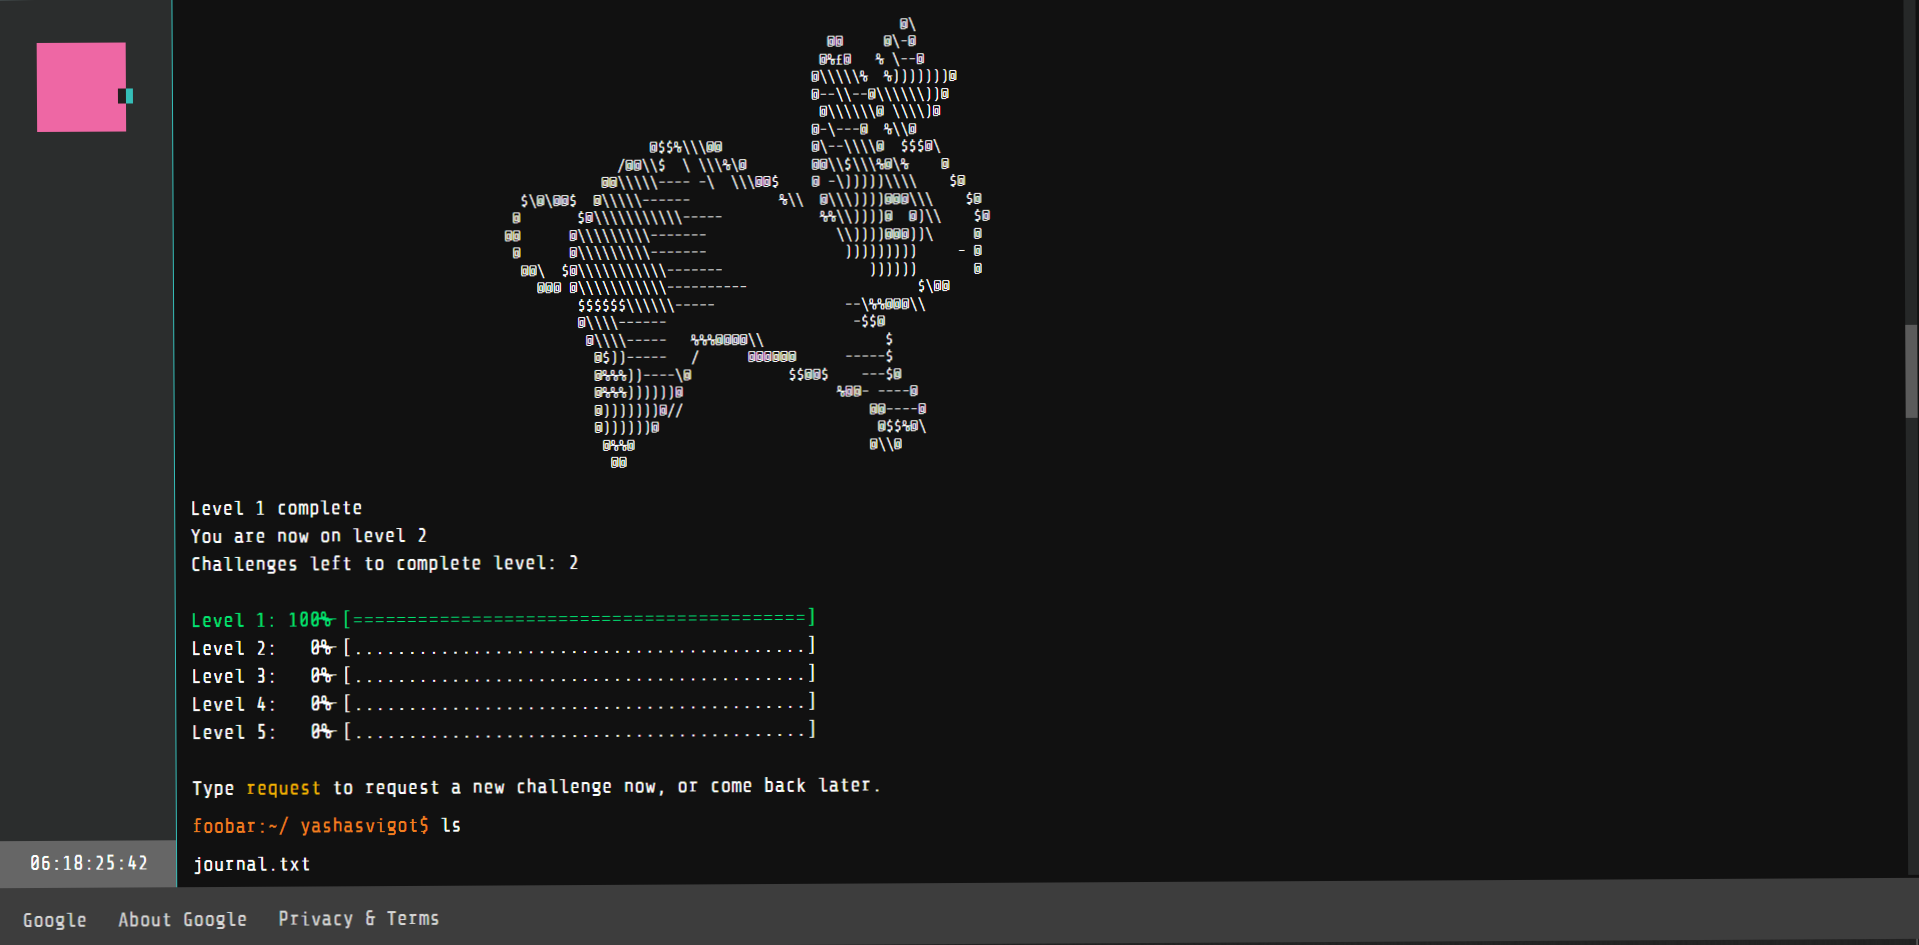 Level 1 complete
You are now on level 2
Challenges left to complete level: 2
Level 1: 100% [==========================================]
Level 2: 0% [..........................................]
Level 3: 0% [..........................................]
Level 4: 0% [..........................................]
Level 5: 0% [..........................................]
Type request to request a new challenge now, or come back later.
foobar:~/ yashasvigot$ ls
journal.txt
06:18:25:42
Google About Google Privacy & Terms